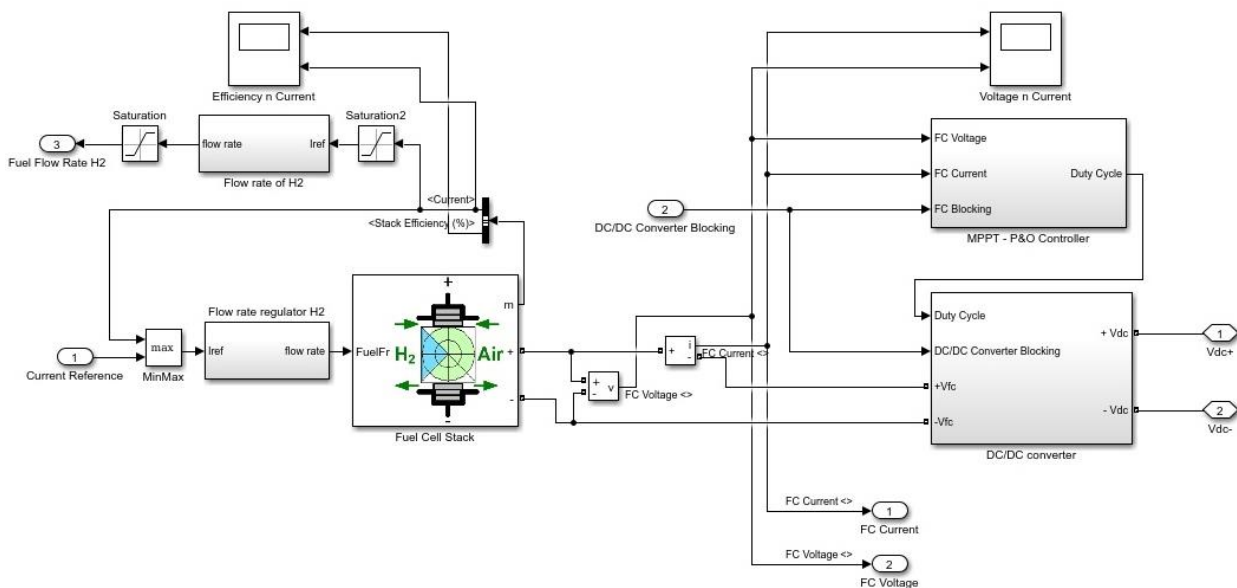 Efficiency n Current
Voltage n Current
Saturation
Saturation2
3
Fuel Flow Rate H2
flow rate
Iref
Flow rate of H2
<Current>
<Stack Efficiency (%)>
2
DC/DC Converter Blocking
FC Voltage
FC Current
FC Blocking
Duty Cycle
MPPT - P&O Controller
1
Current Reference
max
MinMax
Flow rate regulator H2
Iref
flow rate
FuelFr
+
H2
Air
-
m
+
-
Fuel Cell Stack
+
-
v
FC Voltage <>
+
i
-
FC Current <>
Duty Cycle
DC/DC Converter Blocking
+Vfc
-Vfc
+ Vdc
- Vdc
DC/DC converter
1
Vdc+
2
Vdc-
FC Current <>
1
FC Current
FC Voltage <>
2
FC Voltage